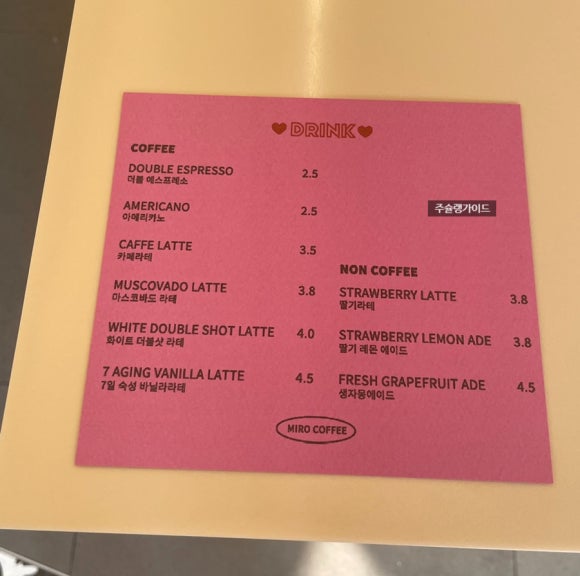 DRINK
COFFEE
DOUBLE ESPRESSO 2.5
더블 에스프레소
AMERICANO 2.5
아메리카노
CAFFE LATTE 3.5
카페라테
MUSCOVADO LATTE 3.8
마스코바도 라테
WHITE DOUBLE SHOT LATTE 4.0
화이트 더블샷 라테
7 AGING VANILLA LATTE 4.5
7일 숙성 바닐라라테
주슐랭가이드
NON COFFEE
STRAWBERRY LATTE 3.8
딸기라테
STRAWBERRY LEMON ADE 3.8
딸기 레몬 에이드
FRESH GRAPEFRUIT ADE 4.5
생자몽에이드
MIRO COFFEE